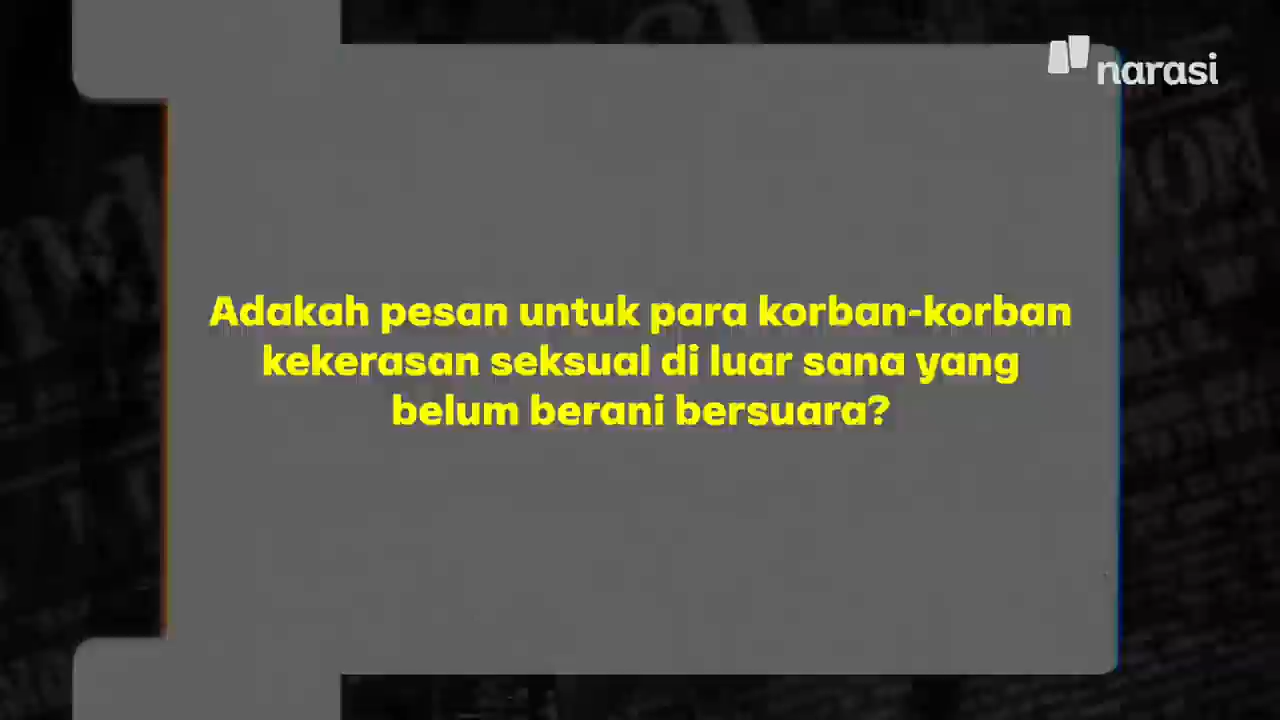 narasi
Adakah pesan untuk para korban-korban
kekerasan seksual di luar sana yang
belum berani bersuara?